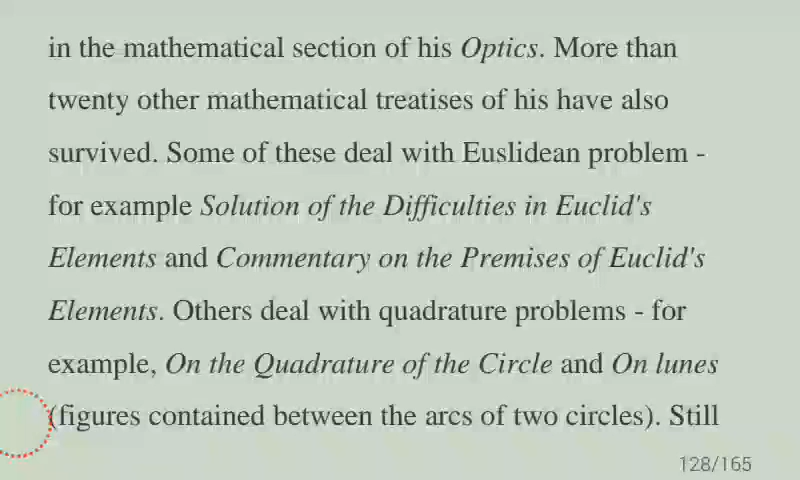 in the mathematical section of his Optics. More than
twenty other mathematical treatises of his have also
survived. Some of these deal with Euslidean problem -
for example Solution of the Difficulties in Euclid's
Elements and Commentary on the Premises of Euclid's
Elements. Others deal with quadrature problems - for
example, On the Quadrature of the Circle and On lunes
(figures contained between the arcs of two circles). Still
128/165